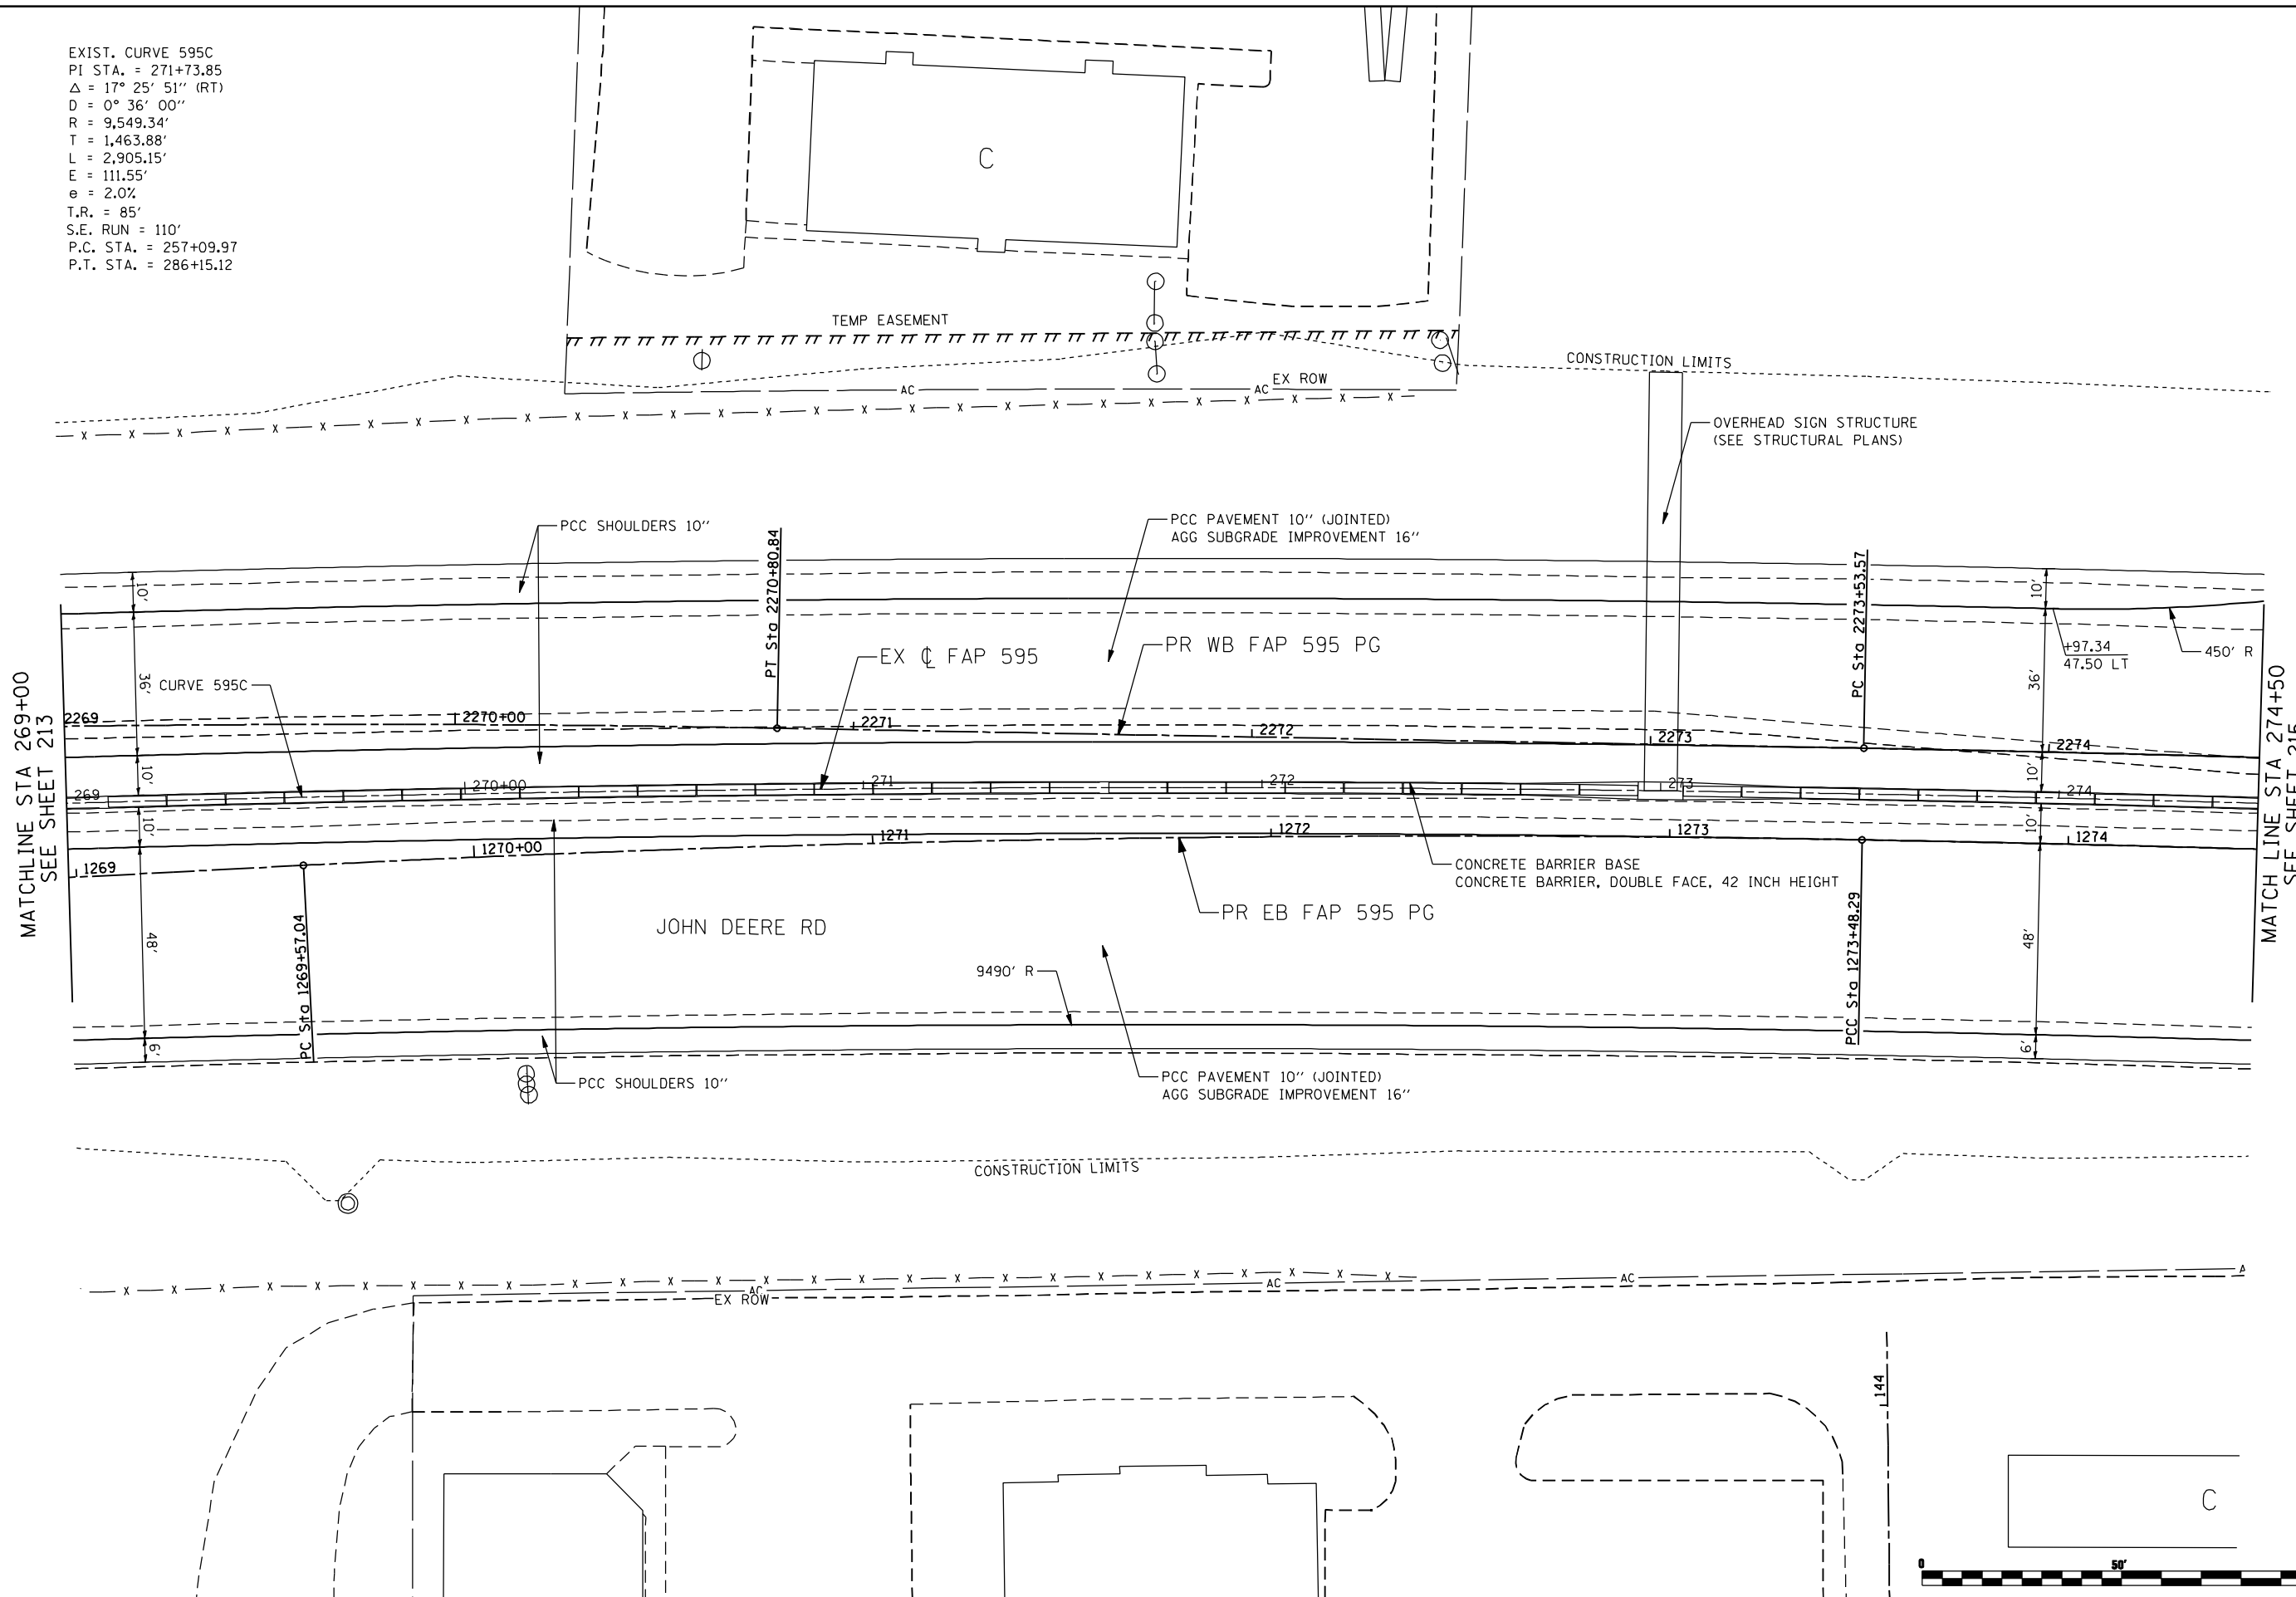 EXIST. CURVE 595C
PI STA. = 271+73.85
Δ = 17° 25' 51'' (RT)
D = 0° 36' 00''
R = 9,549.34'
T = 1,463.88'
L = 2,905.15'
E = 111.55'
e = 2.0%
T.R. = 85'
S.E. RUN = 110'
P.C. STA. = 257+09.97
P.T. STA. = 286+15.12
C
TEMP EASEMENT
CONSTRUCTION LIMITS
EX ROW
AC
AC
OVERHEAD SIGN STRUCTURE
(SEE STRUCTURAL PLANS)
PCC SHOULDERS 10''
PCC PAVEMENT 10'' (JOINTED)
AGG SUBGRADE IMPROVEMENT 16''
PT Sta 2270+80.84
PC Sta 2273+53.57
10'
10'
EX ℄ FAP 595
PR WB FAP 595 PG
+97.34
47.50 LT
450' R
36'
CURVE 595C
36'
MATCHLINE STA 269+00
SEE SHEET 213
MATCH LINE STA 274+50
2269
2270+00
2271
2272
2273
2274
10'
10'
269
270+00
271
272
273
274
10'
10'
1269
1270+00
1271
1272
1273
1274
CONCRETE BARRIER BASE
CONCRETE BARRIER, DOUBLE FACE, 42 INCH HEIGHT
PR EB FAP 595 PG
JOHN DEERE RD
48'
48'
PC Sta 1269+57.04
PCC Sta 1273+48.29
9490' R
6'
6'
PCC SHOULDERS 10''
PCC PAVEMENT 10'' (JOINTED)
AGG SUBGRADE IMPROVEMENT 16''
CONSTRUCTION LIMITS
AC
AC
AC
EX ROW
144
C
0
50'